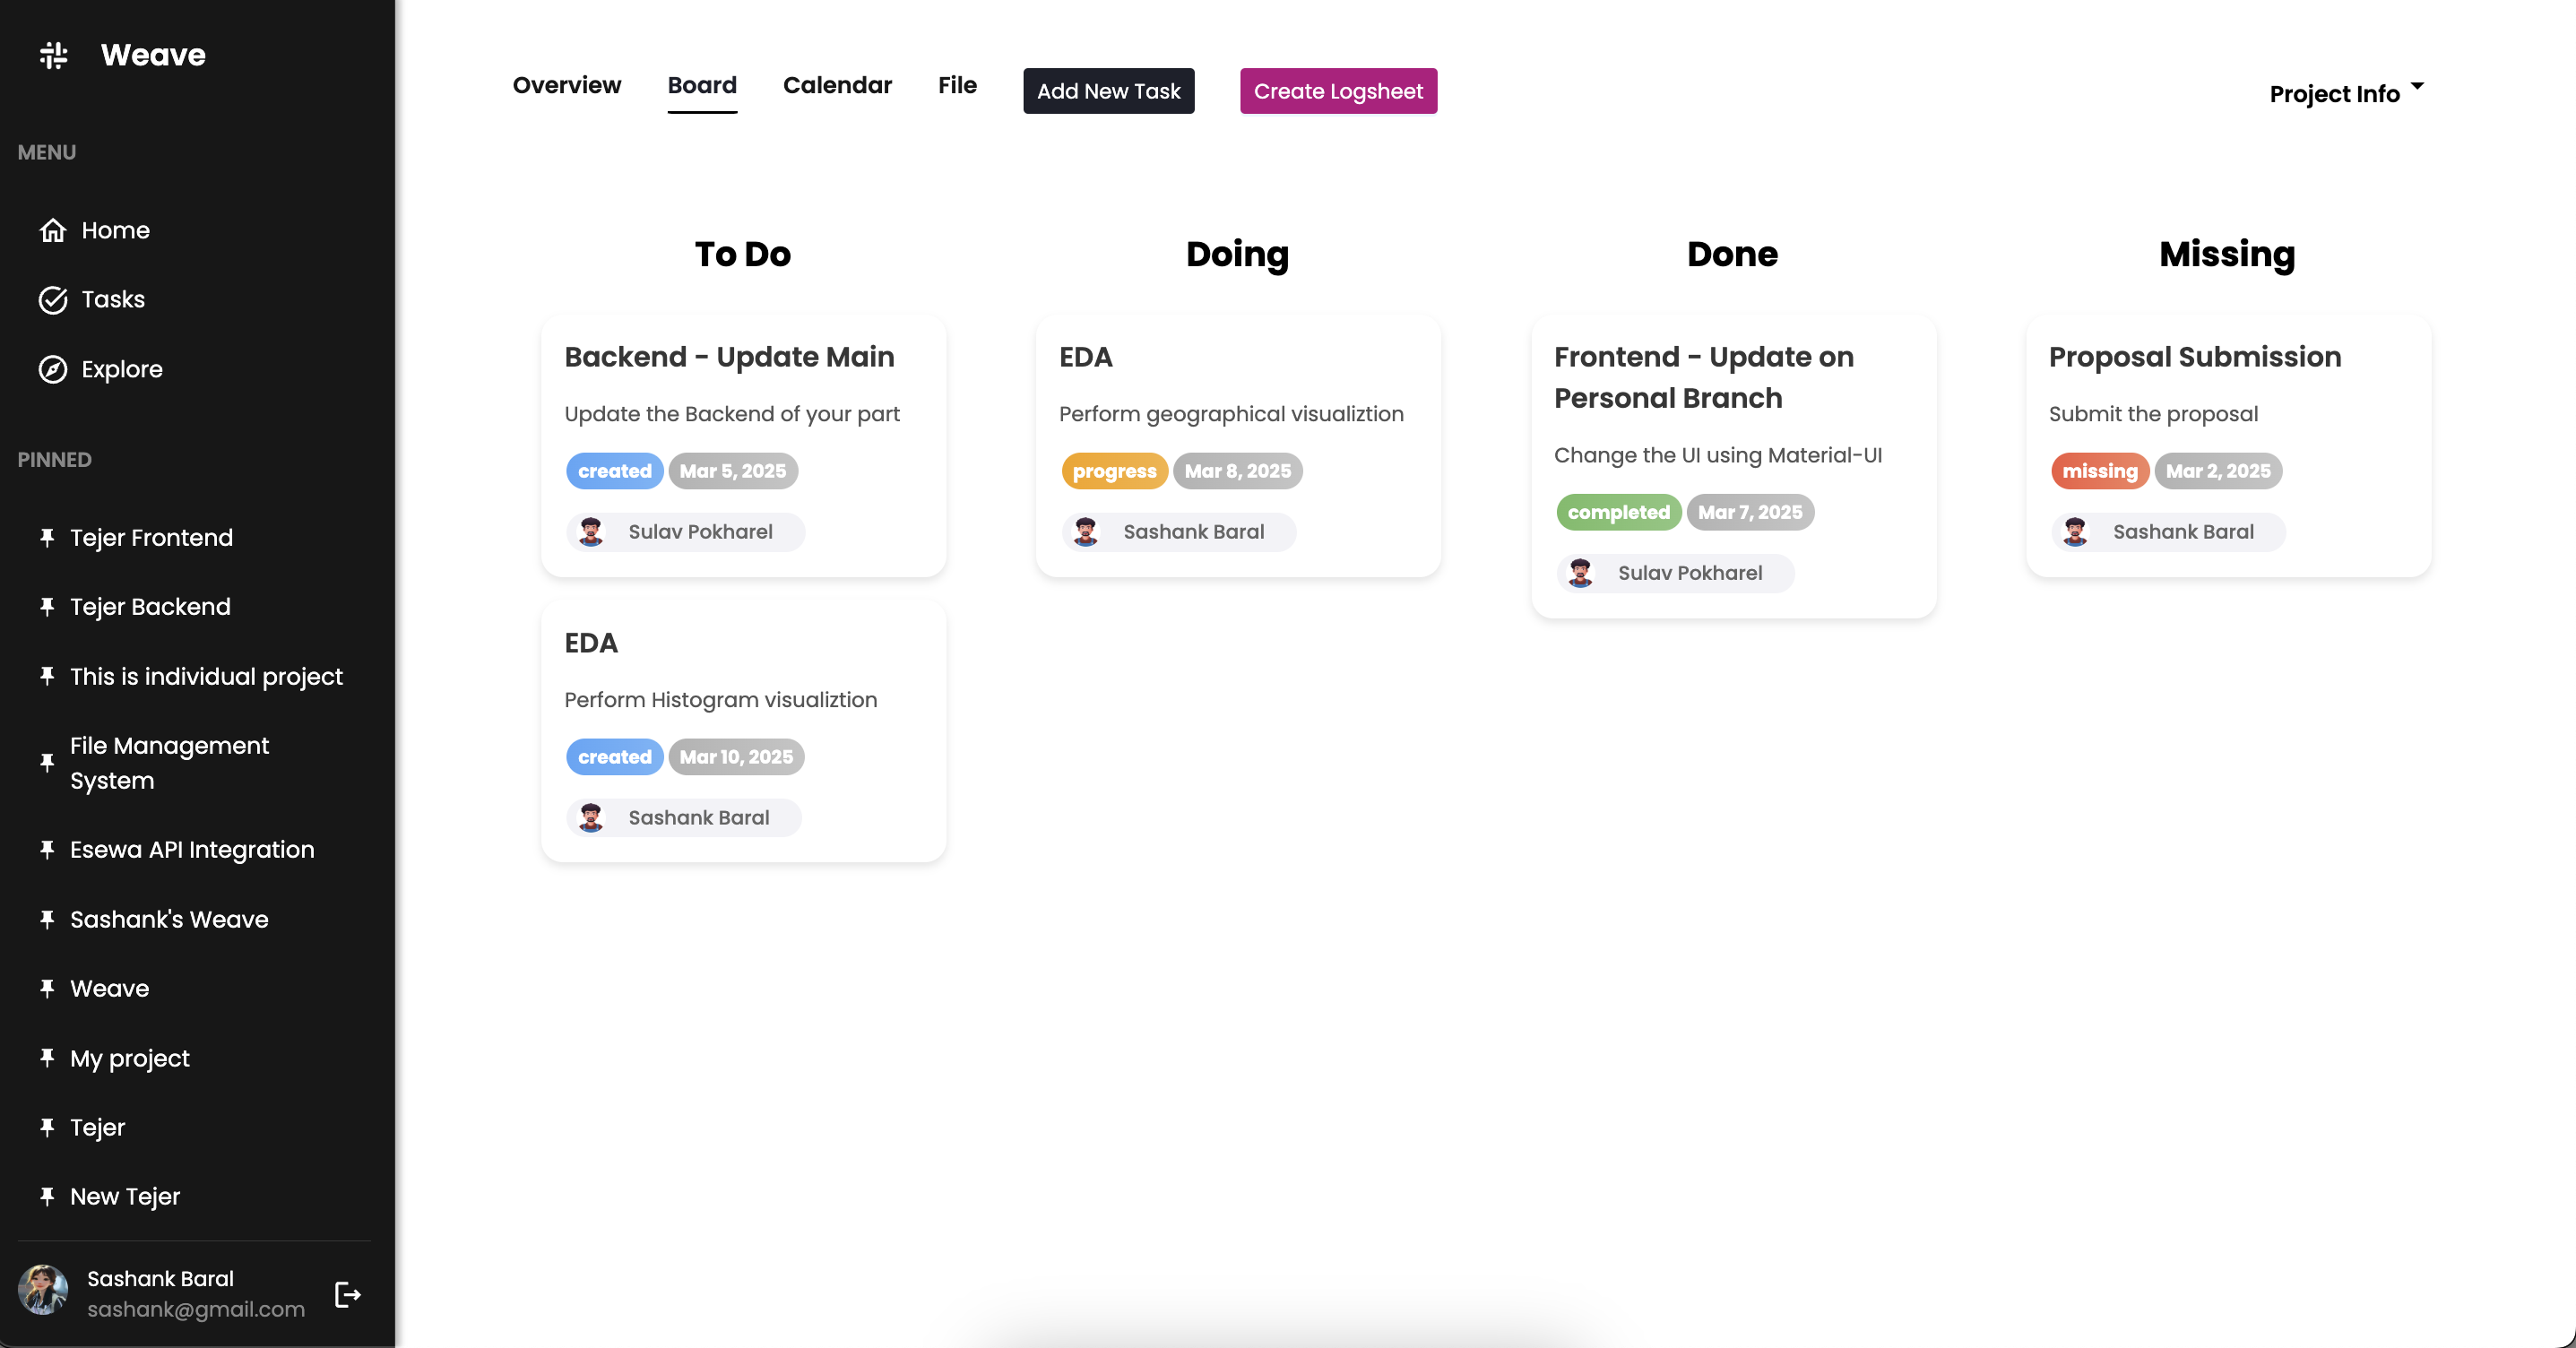 Weave
MENU
Home
Tasks
Explore
PINNED
Tejer Frontend
Tejer Backend
This is individual project
File Management
System
Esewa API Integration
Sashank's Weave
Weave
My project
Tejer
New Tejer
Sashank Baral
sashank@gmail.com
Overview
Board
Calendar
File
Add New Task
Create Logsheet
Project Info
To Do
Backend - Update Main
Update the Backend of your part
created Mar 5, 2025
Sulav Pokharel
EDA
Perform Histogram visualiztion
created Mar 10, 2025
Sashank Baral
Doing
EDA
Perform geographical visualiztion
progress Mar 8, 2025
Sashank Baral
Done
Frontend - Update on
Personal Branch
Change the UI using Material-UI
completed Mar 7, 2025
Sulav Pokharel
Missing
Proposal Submission
Submit the proposal
missing Mar 2, 2025
Sashank Baral